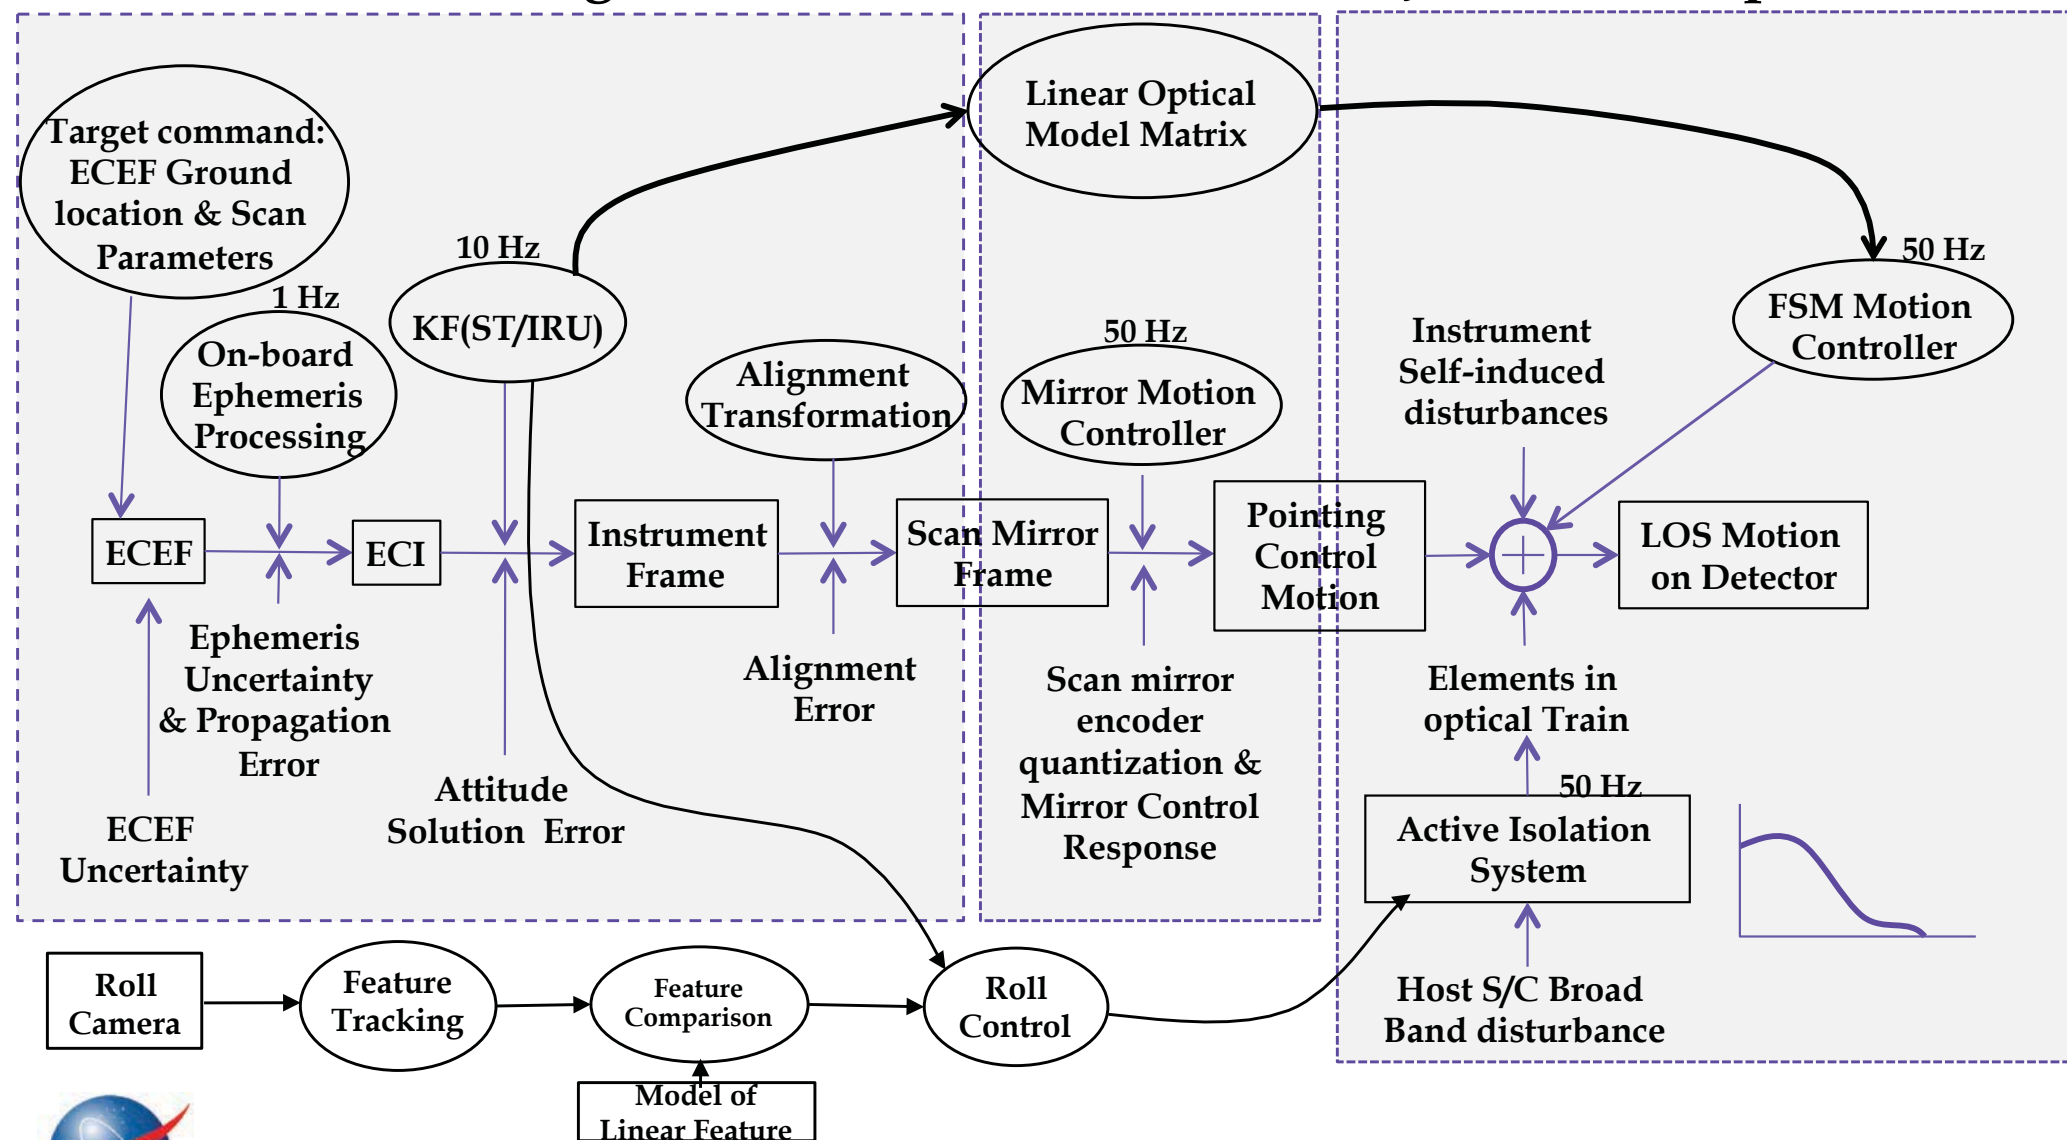 Target command:
ECEF Ground
location & Scan
Parameters
1 Hz
On-board
Ephemeris
Processing
10 Hz
KF(ST/IRU)
Linear Optical
Model Matrix
50 Hz
FSM Motion
Controller
Alignment
Transformation
50 Hz
Mirror Motion
Controller
Instrument
Self-induced
disturbances
ECEF
ECI
Instrument
Frame
Scan Mirror
Frame
Pointing
Control
Motion
LOS Motion
on Detector
Ephemeris
Uncertainty
& Propagation
Error
ECEF
Uncertainty
Attitude
Solution Error
Alignment
Error
Scan mirror
encoder
quantization &
Mirror Control
Response
Elements in
optical Train
50 Hz
Active Isolation
System
Host S/C Broad
Band disturbance
Roll
Camera
Feature
Tracking
Feature
Comparison
Roll
Control
Model of
Linear Feature